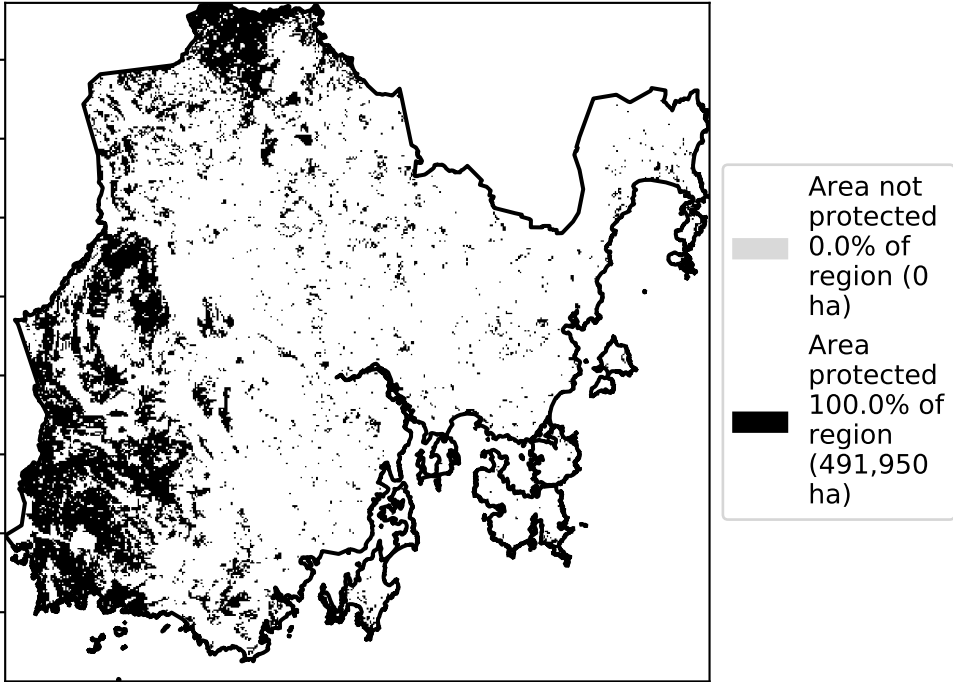 Area not
protected
0.0% of
region (0
ha)
Area
protected
100.0% of
region
(491,950
ha)